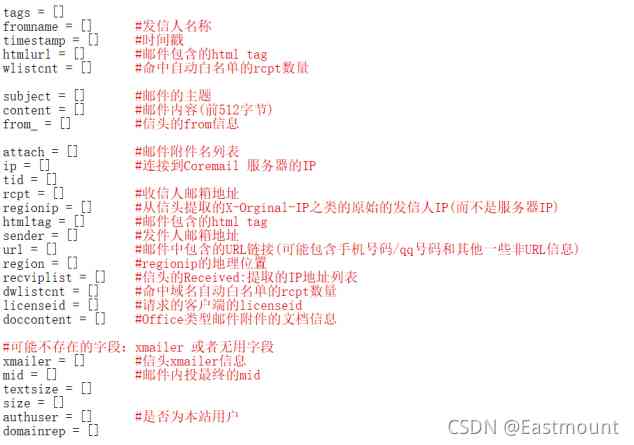 tags = []
fromname = [] #发信人名称
timestamp = [] #时间戳
htmlurl = [] #邮件包含的html tag
wlistcnt = [] #命中自动白名单的rcpt数量
subject = [] #邮件的主题
content = [] #邮件内容(前512字节)
from_ = [] #信头的from信息
attach = [] #邮件附件名列表
ip = [] #连接到Coremail 服务器的IP
tid = []
rcpt = [] #收信人邮箱地址
regionip = [] #从信头提取的X-Orginal-IP之类的原始的发信人IP(而不是服务器IP)
htmltag = [] #邮件包含的html tag
sender = [] #发件人邮箱地址
url = [] #邮件中包含的URL链接(可能包含手机号码/qq号码和其他一些非URL信息)
region = [] #regionip的地理位置
recviplist = [] #信头的Received:提取的IP地址列表
dwlistcnt = [] #命中域名自动白名单的rcpt数量
licenseid = [] #请求的客户端的licenseid
doccontent = [] #Office类型邮件附件的文档信息
#可能不存在的字段: xmailer 或者无用字段
xmailer = [] #信头xmailer信息
mid = [] #邮件内投最终的mid
textsize = []
size = []
authuser = [] #是否为本站用户
domainrep = []
CSDN @Eastmount